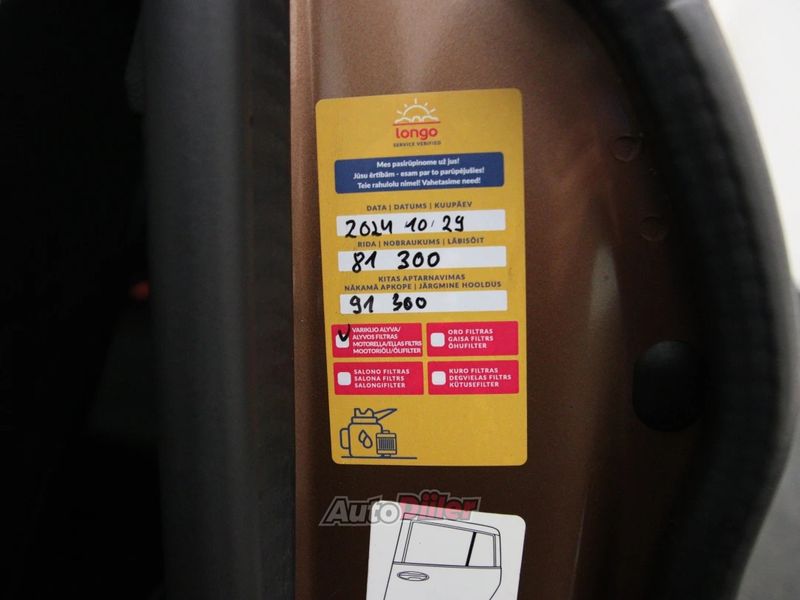 longo
SERVICE VERIFIED
Mes pasirūpinome už jus!
Jūsu ērtībām - esam par to parūpējušies!
Teie rahulolu nimel! Vahetasime need!
DATA | DATUMS | KUUPÄEV
2024 10. 29
RIDA | NOBRAUKUMS | LÄBISÕIT
81 300
KITAS APTARNAVIMAS
NĀKAMĀ APKOPE | JÄRGMINE HOOLDUS
91 300
VARIKLIO ALYVA/
ALYVOS FILTRAS
MOTOREĻĻA/EĻĻAS FILTRS
MOOTORIÕLI/ÕLIFILTER
ORO FILTRAS
GAISA FILTRS
ÕHUFILTER
SALONO FILTRAS
SALONA FILTRS
SALONGIFILTER
KURO FILTRAS
DEGVIELAS FILTRS
KÜTUSEFILTER
AutoDiiler